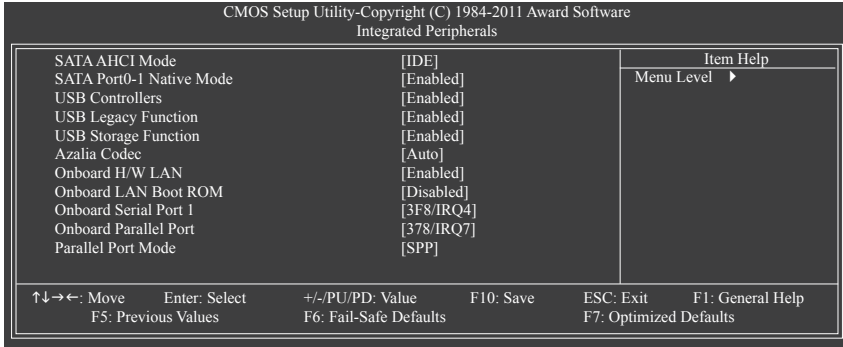 CMOS Setup Utility-Copyright (C) 1984-2011 Award Software
Integrated Peripherals
SATA AHCI Mode [IDE]
SATA Port0-1 Native Mode [Enabled]
USB Controllers [Enabled]
USB Legacy Function [Enabled]
USB Storage Function [Enabled]
Azalia Codec [Auto]
Onboard H/W LAN [Enabled]
Onboard LAN Boot ROM [Disabled]
Onboard Serial Port 1 [3F8/IRQ4]
Onboard Parallel Port [378/IRQ7]
Parallel Port Mode [SPP]
Item Help
Menu Level ▶
↑↓→←: Move Enter: Select +/-/PU/PD: Value F10: Save ESC: Exit F1: General Help
F5: Previous Values F6: Fail-Safe Defaults F7: Optimized Defaults